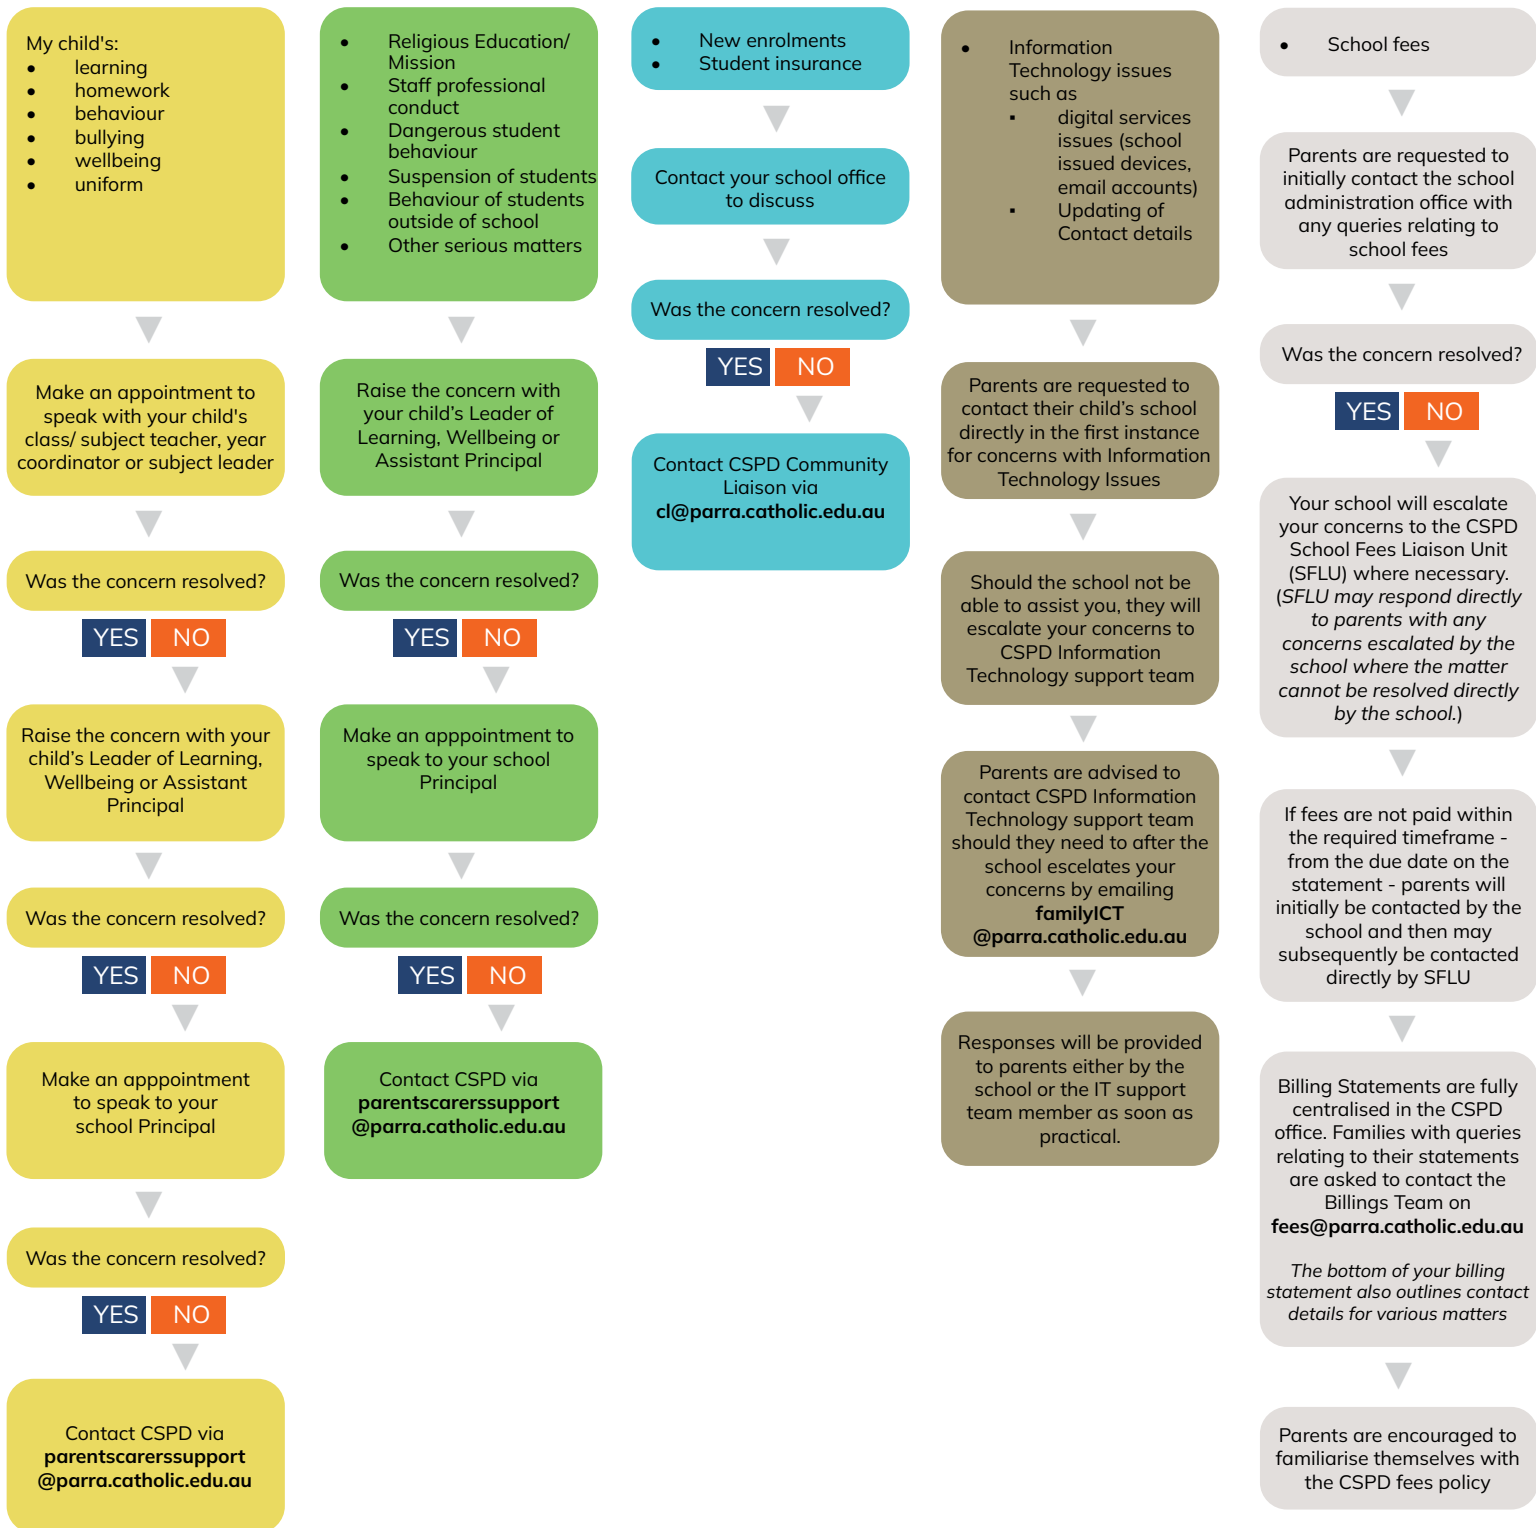 My child's:
• learning
• homework
• behaviour
• bullying
• wellbeing
• uniform
Make an appointment to
speak with your child's
class/ subject teacher, year
coordinator or subject leader
Was the concern resolved?
YES NO
Raise the concern with your
child’s Leader of Learning,
Wellbeing or Assistant
Principal
Was the concern resolved?
YES NO
Make an apppointment
to speak to your
school Principal
Was the concern resolved?
YES NO
Contact CSPD via
parentscarerssupport
@parra.catholic.edu.au
• Religious Education/
Mission
• Staff professional
conduct
• Dangerous student
behaviour
• Suspension of students
• Behaviour of students
outside of school
• Other serious matters
Raise the concern with
your child’s Leader of
Learning, Wellbeing or
Assistant Principal
Was the concern resolved?
YES NO
Make an apppointment to
speak to your school
Principal
Was the concern resolved?
YES NO
Contact CSPD via
parentscarerssupport
@parra.catholic.edu.au
• New enrolments
• Student insurance
Contact your school office
to discuss
Was the concern resolved?
YES NO
Contact CSPD Community
Liaison via
cl@parra.catholic.edu.au
• Information
Technology issues
such as
▪ digital services
issues (school
issued devices,
email accounts)
▪ Updating of
Contact details
Parents are requested to
contact their child’s school
directly in the first instance
for concerns with Information
Technology Issues
Should the school not be
able to assist you, they will
escalate your concerns to
CSPD Information
Technology support team
Parents are advised to
contact CSPD Information
Technology support team
should they need to after the
school escelates your
concerns by emailing
familyICT
@parra.catholic.edu.au
Responses will be provided
to parents either by the
school or the IT support
team member as soon as
practical.
• School fees
Parents are requested to
initially contact the school
administration office with
any queries relating to
school fees
Was the concern resolved?
YES NO
Your school will escalate
your concerns to the CSPD
School Fees Liaison Unit
(SFLU) where necessary.
(SFLU may respond directly
to parents with any
concerns escalated by the
school where the matter
cannot be resolved directly
by the school.)
If fees are not paid within
the required timeframe -
from the due date on the
statement - parents will
initially be contacted by the
school and then may
subsequently be contacted
directly by SFLU
Billing Statements are fully
centralised in the CSPD
office. Families with queries
relating to their statements
are asked to contact the
Billings Team on
fees@parra.catholic.edu.au
The bottom of your billing
statement also outlines contact
details for various matters
Parents are encouraged to
familiarise themselves with
the CSPD fees policy